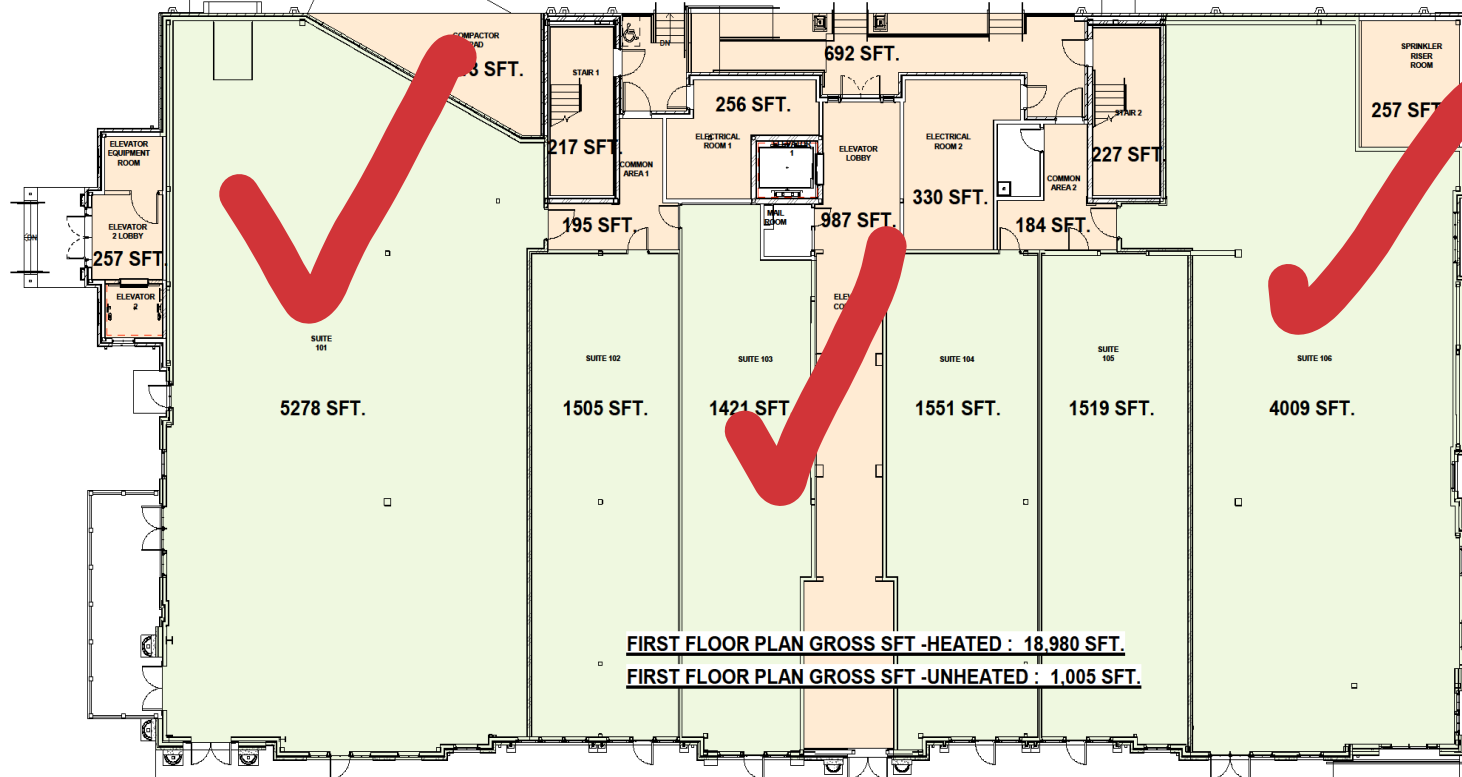 COMPACTOR
SFT.
DN
692 SFT.
SPRINKLER
RISER
ROOM
257 SFT
STAIR 1
217 SFT.
256 SFT.
ELECTRICAL
ROOM 1
1
ELEVATOR
LOBBY
ELECTRICAL
ROOM 2
STAIR 2
227 SFT.
ELEVATOR
EQUIPMENT
ROOM
COMMON
AREA 1
COMMON
AREA 2
330 SFT.
195 SFT.
MAIL
ROOM
987 SFT.
184 SFT.
DN
ELEVATOR
2 LOBBY
257 SFT.
ELEVATOR
2
SUITE
101
SUITE 102
SUITE 103
SUITE 104
SUITE
105
SUITE 106
5278 SFT.
1505 SFT.
1421 SFT
1551 SFT.
1519 SFT.
4009 SFT.
FIRST FLOOR PLAN GROSS SFT -HEATED : 18,980 SFT.
FIRST FLOOR PLAN GROSS SFT -UNHEATED : 1,005 SFT.